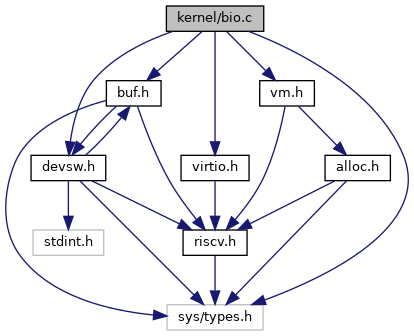 kernel/bio.c
buf.h
vm.h
devsw.h
virtio.h
alloc.h
stdint.h
riscv.h
sys/types.h